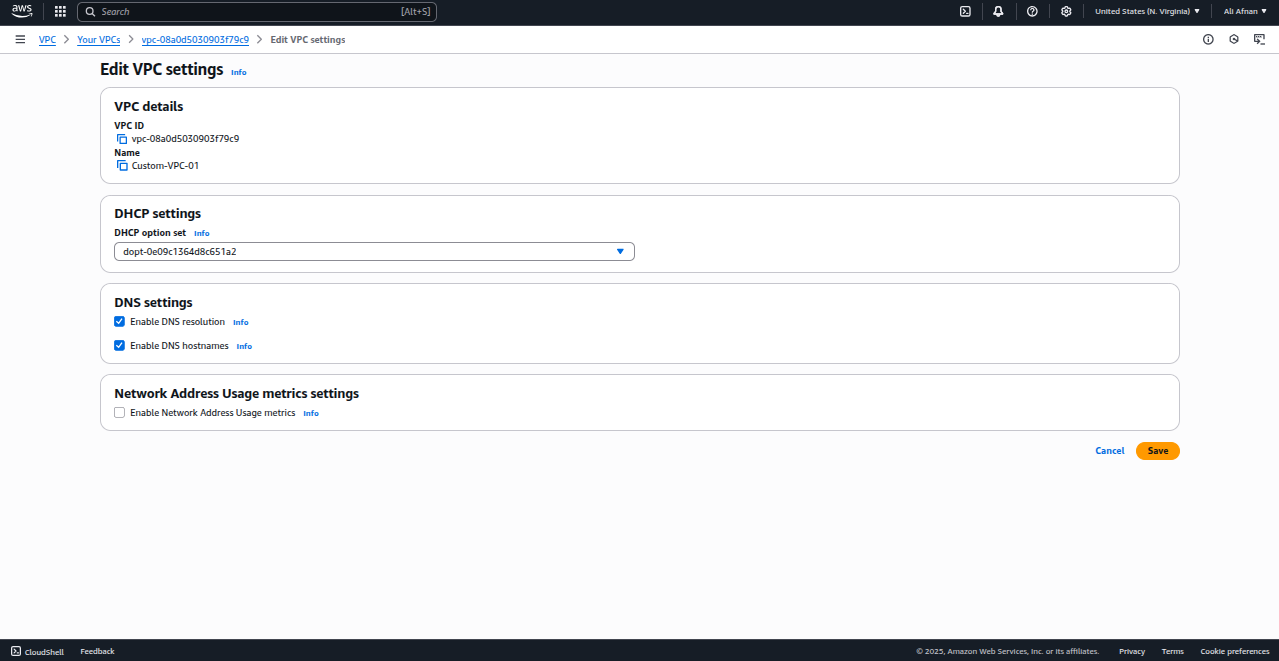 aws Search [Alt+S] United States (N. Virginia) Ali Afnan
VPC Your VPCs vpc-08a0d5030903f79c9 Edit VPC settings
Edit VPC settings Info
VPC details
VPC ID
vpc-08a0d5030903f79c9
Name
Custom-VPC-01
DHCP settings
DHCP option set Info
dopt-0e09c1364d8c651a2
DNS settings
Enable DNS resolution Info
Enable DNS hostnames Info
Network Address Usage metrics settings
Enable Network Address Usage metrics Info
Cancel Save
CloudShell Feedback © 2025, Amazon Web Services, Inc. or its affiliates. Privacy Terms Cookie preferences